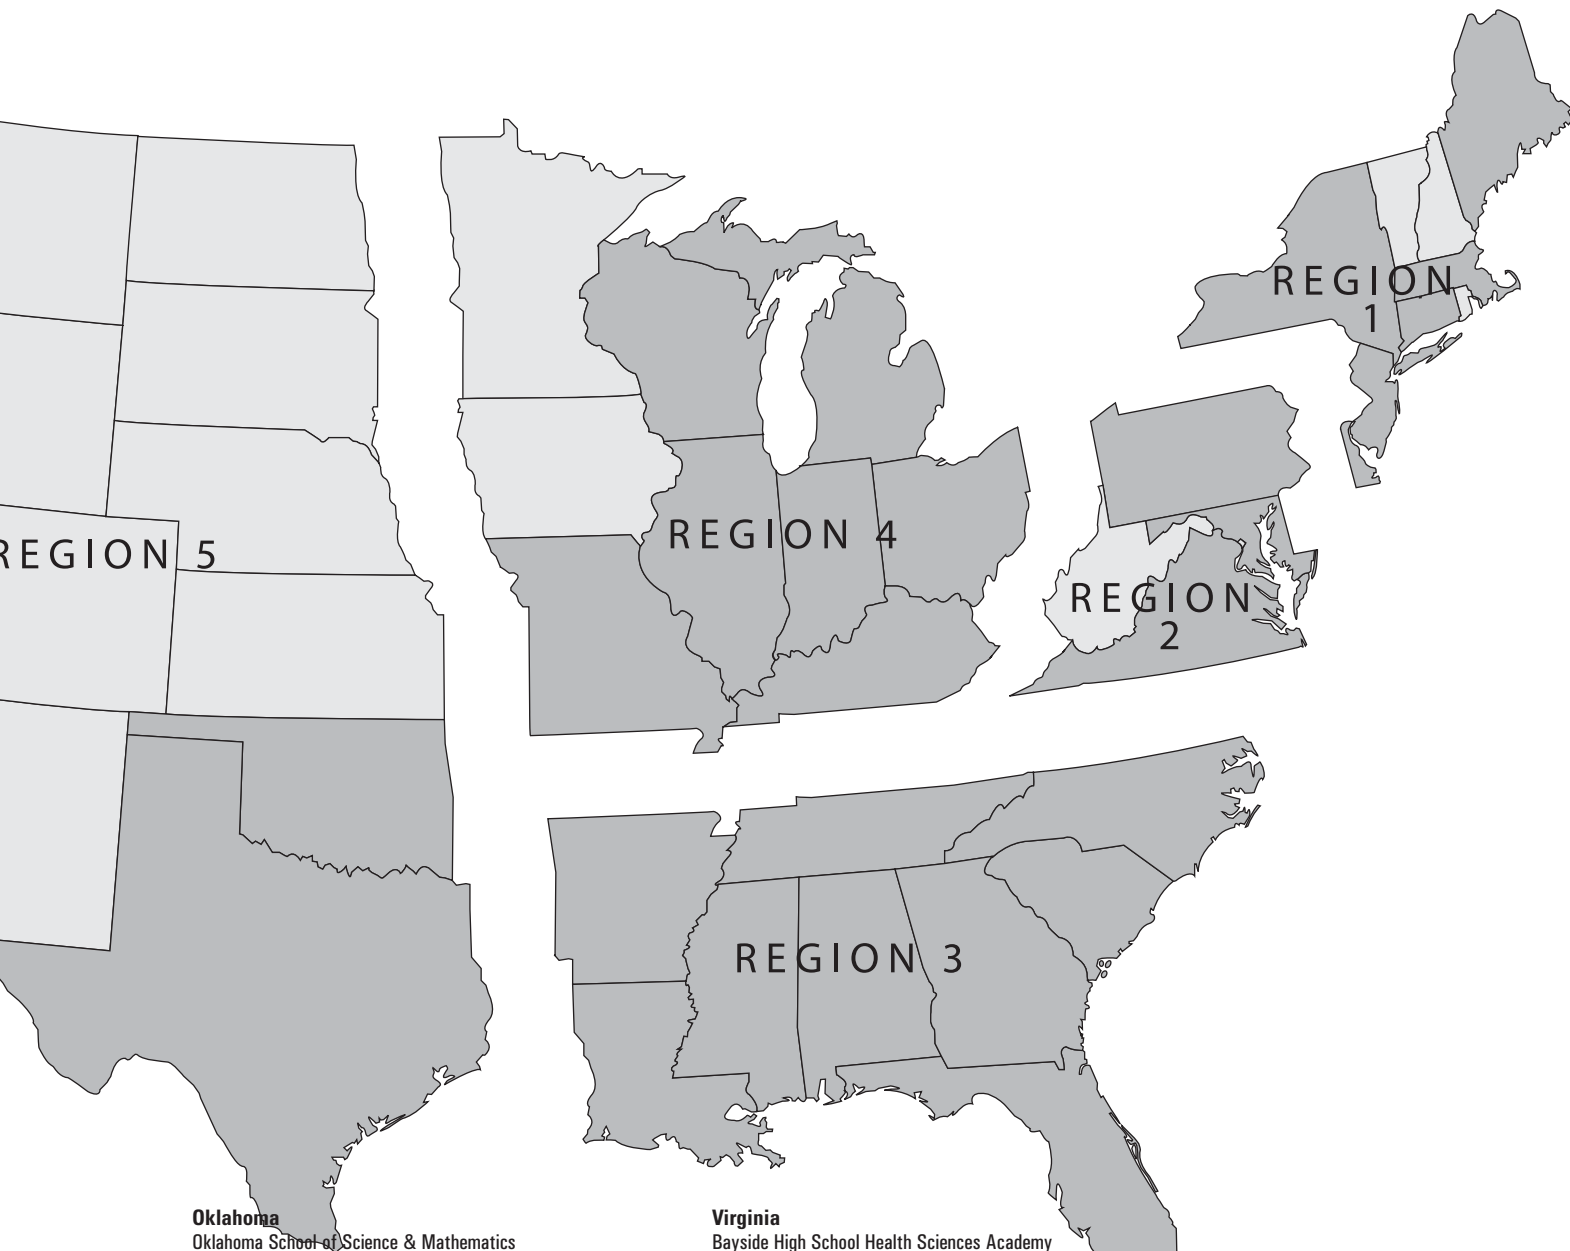 REGION
1
REGION 5
REGION 4
REGION
2
REGION 3
Oklahoma
Oklahoma School of Science & Mathematics
Virginia
Bayside High School Health Sciences Academy